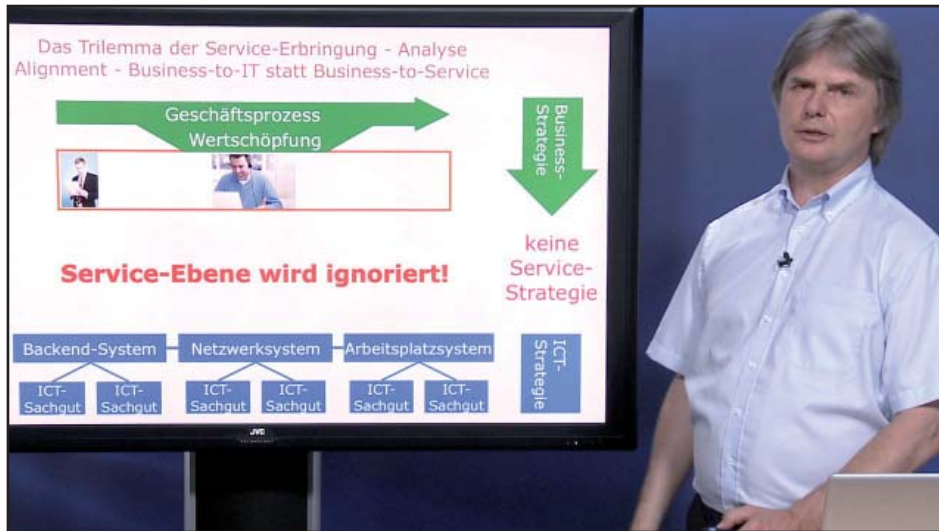 Das Trilemma der Service-Erbringung - Analyse
Alignment - Business-to-IT statt Business-to-Service
Geschäftsprozess
Wertschöpfung
Business-
Strategie
keine
Service-
Strategie
Service-Ebene wird ignoriert!
Backend-System
Netzwerksystem
Arbeitsplatzsystem
ICT-
Sachgut
ICT-
Sachgut
ICT-
Sachgut
ICT-
Sachgut
ICT-
Sachgut
ICT-
Sachgut
ICT-
Strategie
JVC